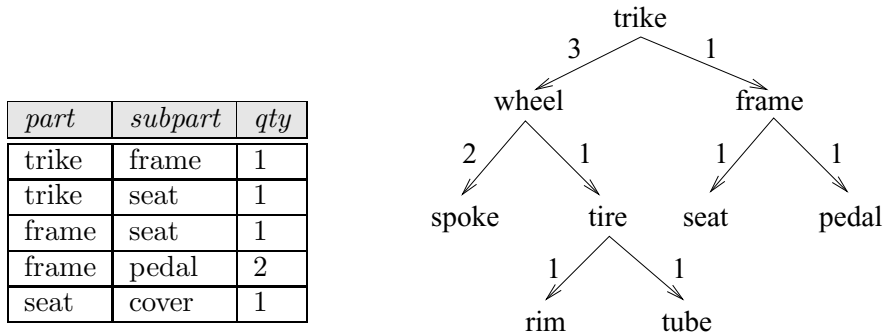 part subpart qty
trike frame 1
trike seat 1
frame seat 1
frame pedal 2
seat cover 1
trike
3 1
wheel frame
2 1 1 1
spoke tire seat pedal
1 1
rim tube